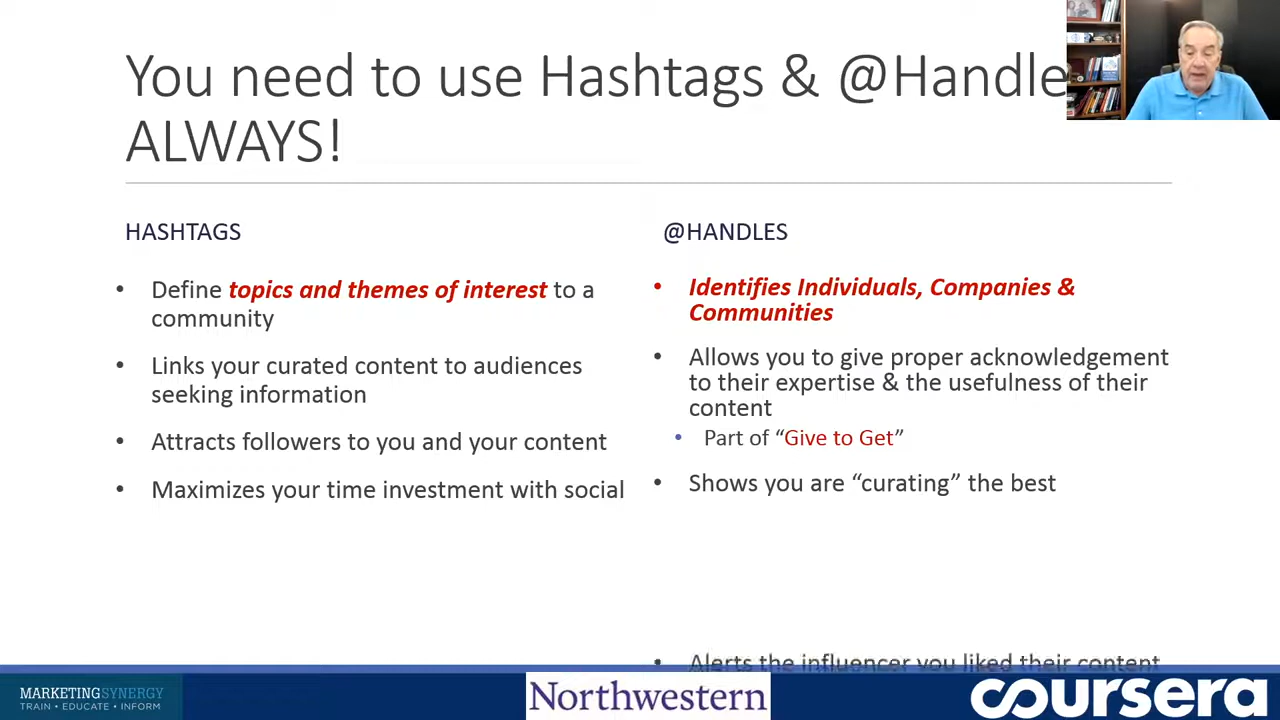 You need to use Hashtags & @Handle
ALWAYS!
HASHTAGS
• Define topics and themes of interest to a
community
• Links your curated content to audiences
seeking information
• Attracts followers to you and your content
• Maximizes your time investment with social
@HANDLES
• Identifies Individuals, Companies &
Communities
• Allows you to give proper acknowledgement
to their expertise & the usefulness of their
content
• Part of “Give to Get”
• Shows you are “curating” the best
• Alerts the influencer you liked their content
MARKETINGSYNERGY
TRAIN • EDUCATE • INFORM
Northwestern
coursera